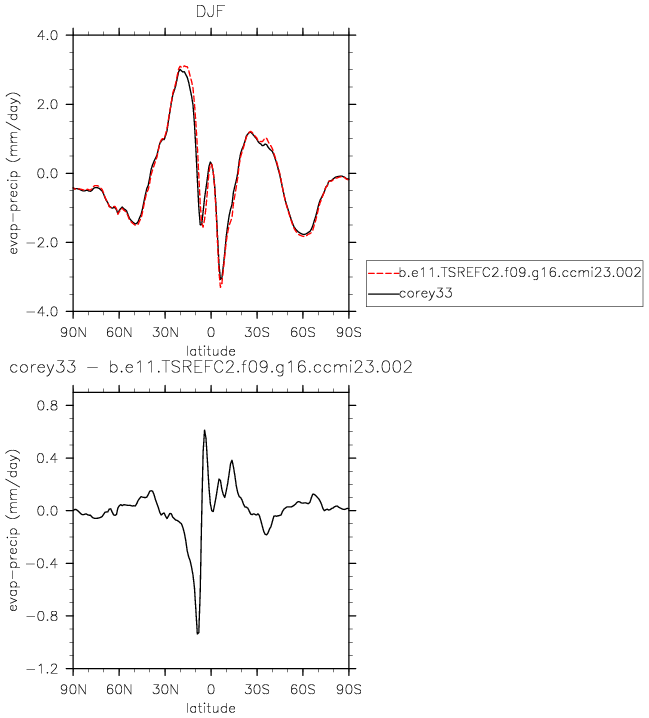 DJF
4.0
2.0
0.0
−2.0
−4.0
evap−precip (mm/day)
90N 60N 30N 0 30S 60S 90S
latitude
b.e11.TSREFC2.f09.g16.ccmi23.002
corey33
corey33 − b.e11.TSREFC2.f09.g16.ccmi23.002
0.8
0.4
0.0
−0.4
−0.8
−1.2
evap−precip (mm/day)
90N 60N 30N 0 30S 60S 90S
latitude